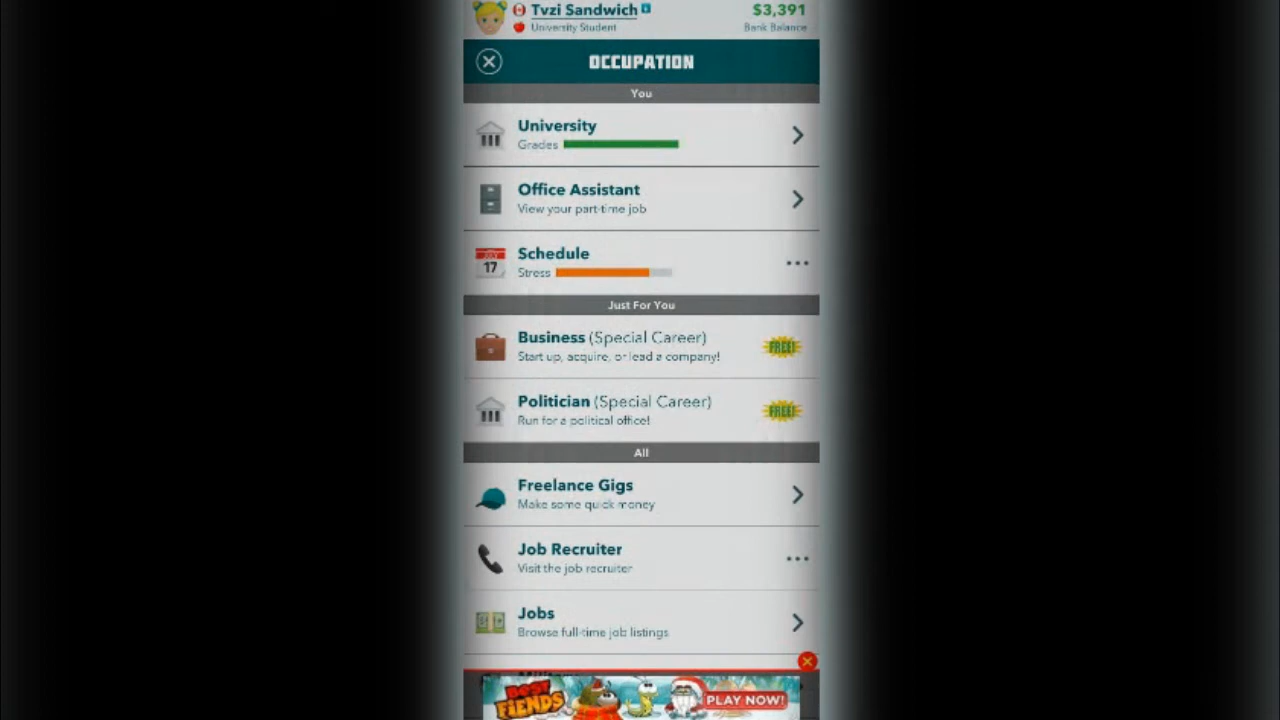 Tvzi Sandwich
$3,391
University Student
Bank Balance
OCCUPATION
You
University
Grades
Office Assistant
View your part-time job
JULY
17
Schedule
Stress
Just For You
Business (Special Career)
Start up, acquire, or lead a company!
FREE!
Politician (Special Career)
Run for a political office!
FREE!
All
Freelance Gigs
Make some quick money
Job Recruiter
Visit the job recruiter
Jobs
Browse full-time job listings
BEST
FIENDS
PLAY NOW!